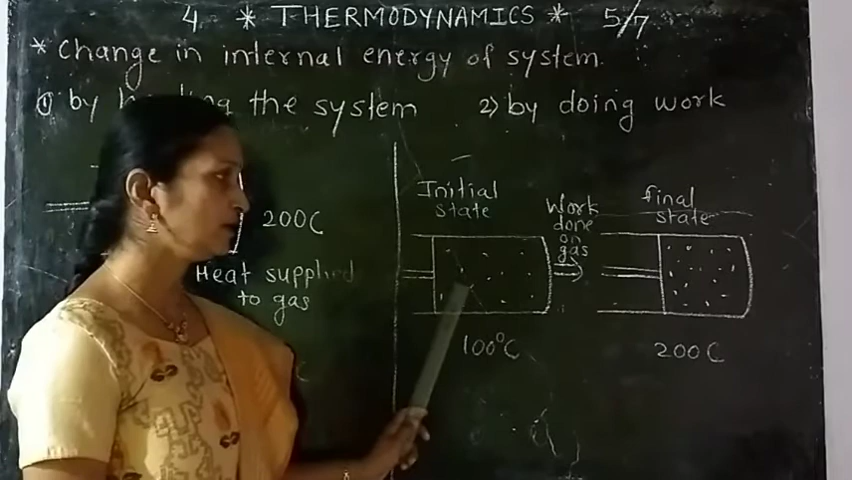 4 * THERMODYNAMICS * 5/7
* Change in internal energy of system.
① by the system
2) by doing work
200C
Heat supplied
to gas
Initial
state
100°C
Work
done
on
gas
final
state
200C